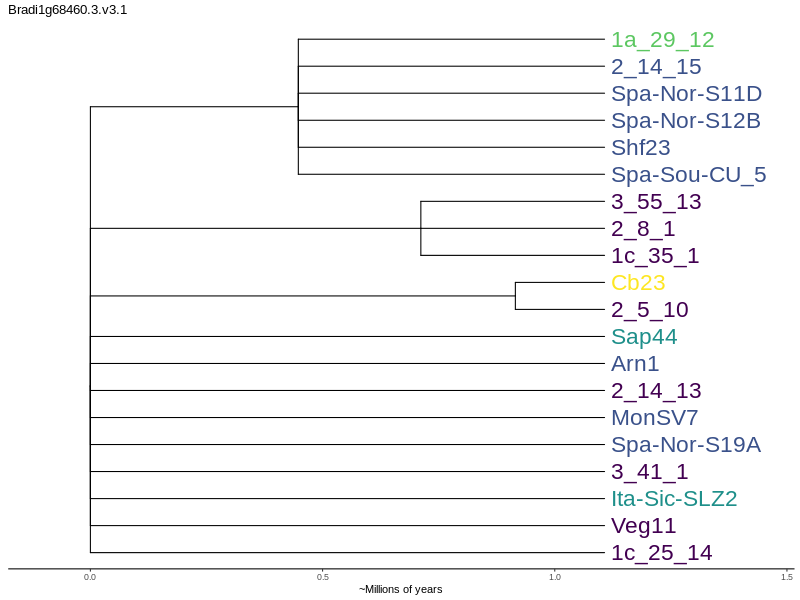 Bradi1g68460.3.v3.1
1a_29_12
2_14_15
Spa-Nor-S11D
Spa-Nor-S12B
Shf23
Spa-Sou-CU_5
3_55_13
2_8_1
1c_35_1
Cb23
2_5_10
Sap44
Arn1
2_14_13
MonSV7
Spa-Nor-S19A
3_41_1
Ita-Sic-SLZ2
Veg11
1c_25_14
0.0 0.5 1.0 1.5
~Millions of years